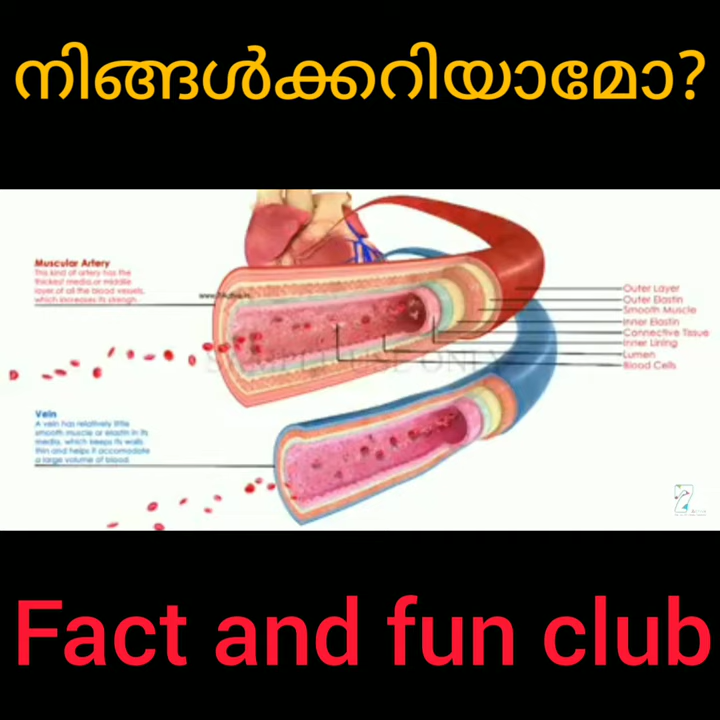 നിങ്ങൾക്കറിയാമോ?
Muscular Artery
This kind of artery has the
thickest media or middle
layer of all the blood vessels,
which increases its strength.
Outer Layer
Outer Elastin
Smooth Muscle
Inner Elastin
Connective Tissue
Inner Lining
Lumen
Blood Cells
Vein
A vein has relatively little
smooth muscle or elastin in its
media, which keeps its walls
thin and helps it accomodate
a large volume of blood.
Fact and fun club